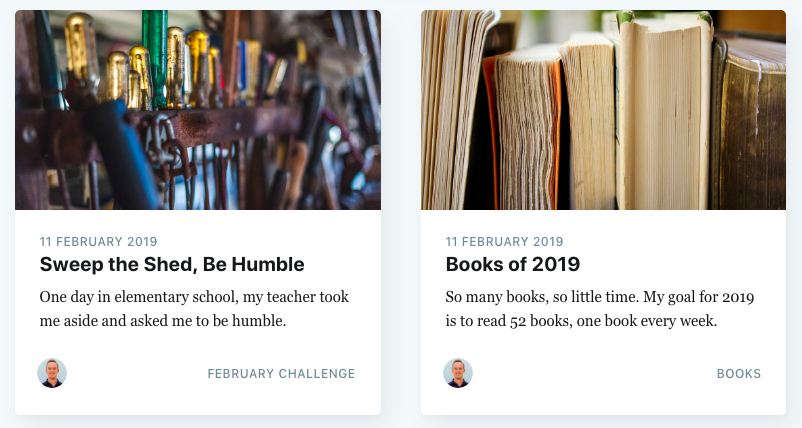 11 FEBRUARY 2019
Sweep the Shed, Be Humble
One day in elementary school, my teacher took
me aside and asked me to be humble.
FEBRUARY CHALLENGE
11 FEBRUARY 2019
Books of 2019
So many books, so little time. My goal for 2019
is to read 52 books, one book every week.
BOOKS